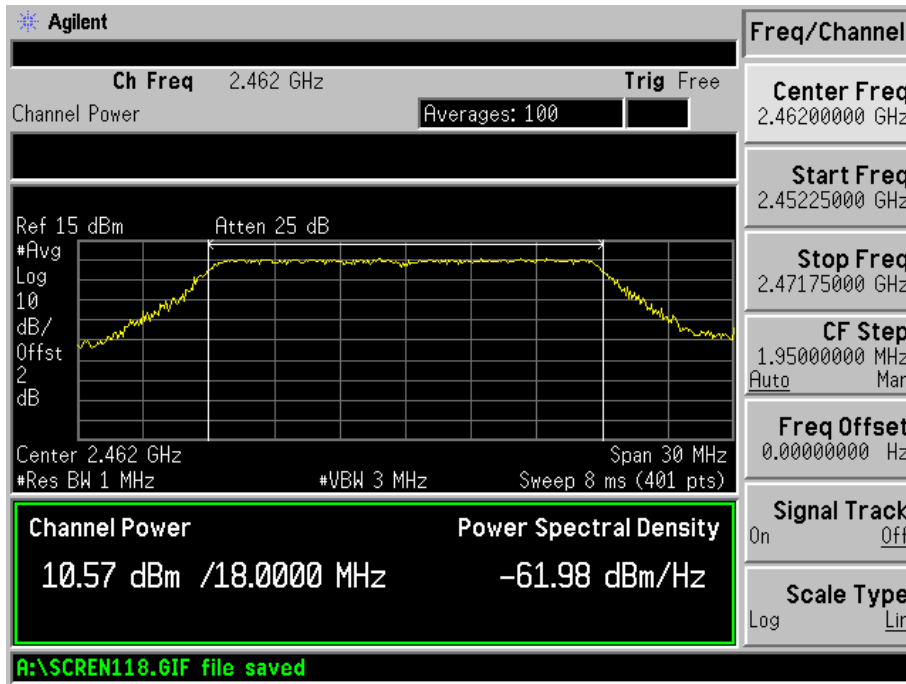 Agilent
Freq/Channel
Ch Freq 2.462 GHz Trig Free
Channel Power Averages: 100
Center Freq
2.46200000 GHz
Start Freq
2.45225000 GHz
Stop Freq
2.47175000 GHz
CF Step
1.95000000 MHz
Auto Man
Freq Offset
0.00000000 Hz
Signal Track
On Off
Scale Type
Log Lin
Ref 15 dBm Atten 25 dB
#Avg
Log
10
dB/
Offst
2
dB
Center 2.462 GHz Span 30 MHz
#Res BW 1 MHz #VBW 3 MHz Sweep 8 ms (401 pts)
Channel Power Power Spectral Density
10.57 dBm /18.0000 MHz -61.98 dBm/Hz
A:\SCREN118.GIF file saved